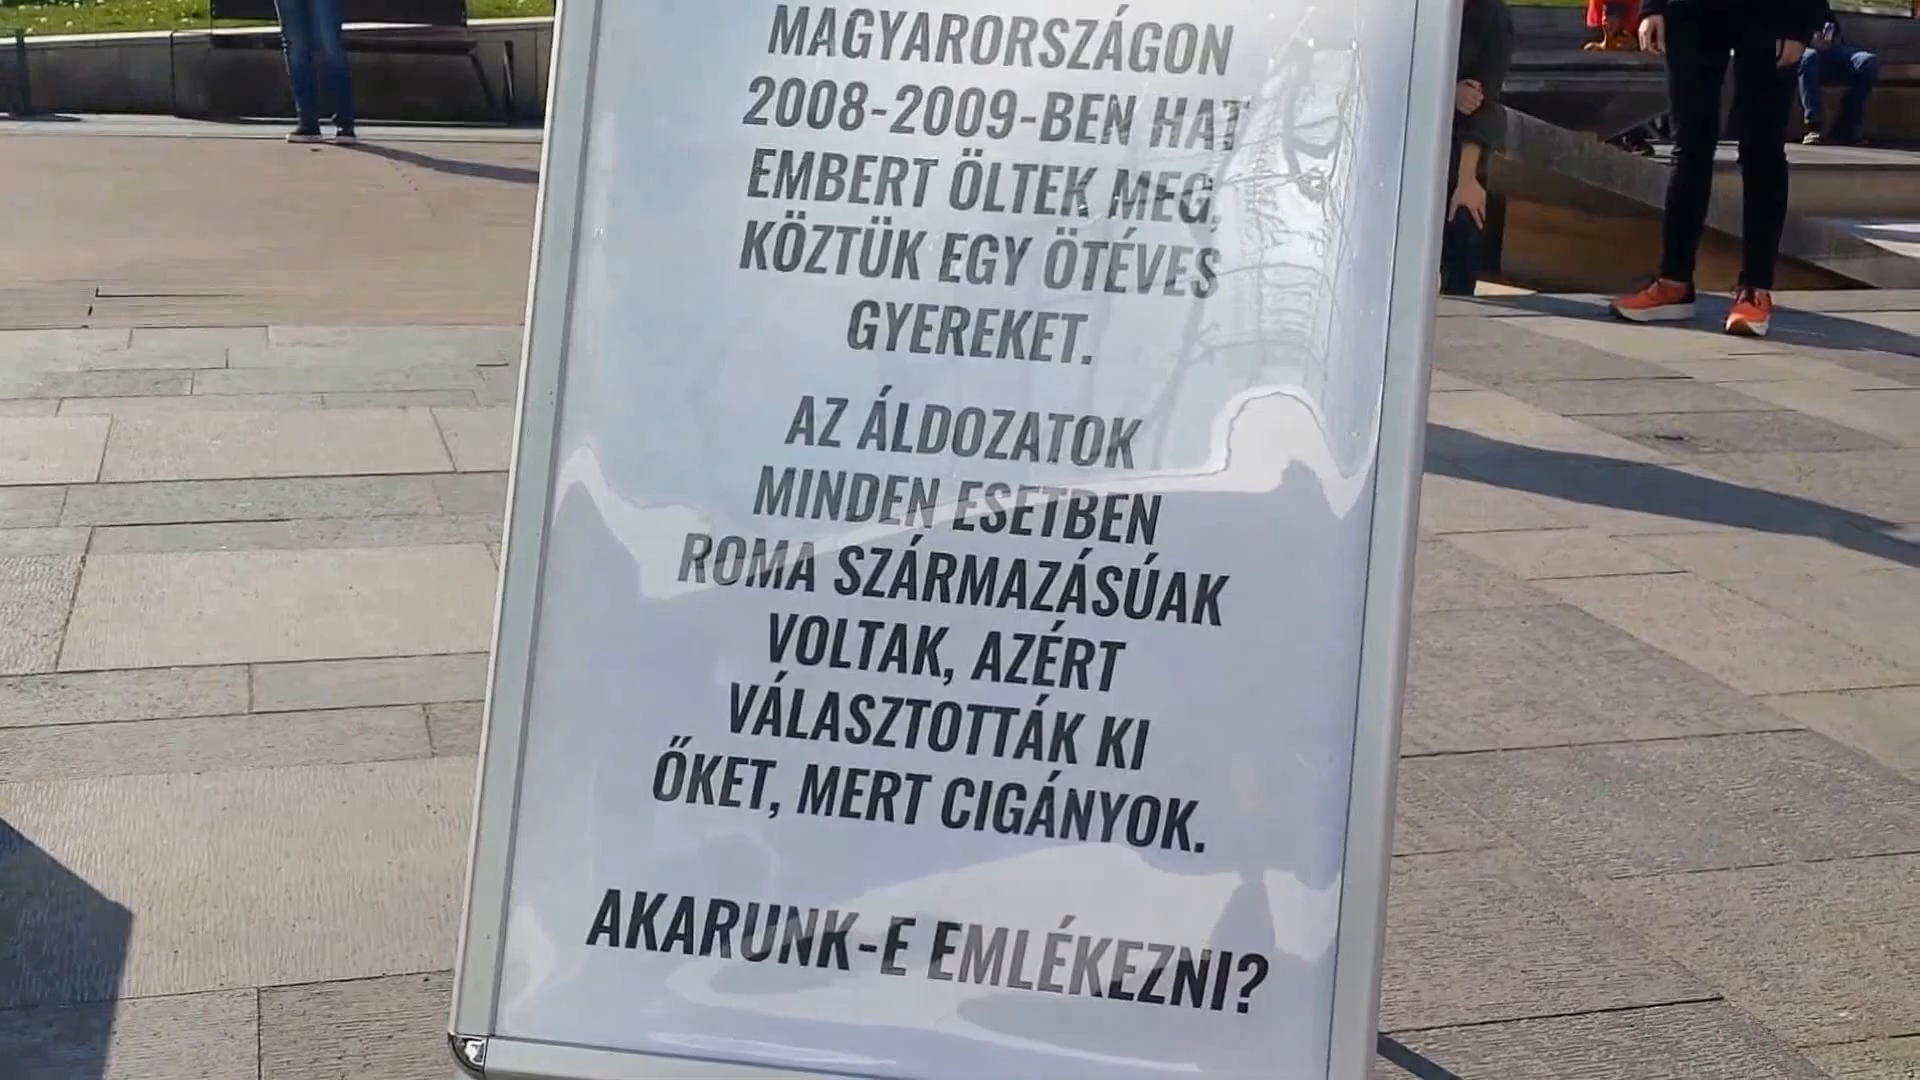 MAGYARORSZÁGON
2008-2009-BEN HAT
EMBERT ÖLTEK MEG,
KÖZTÜK EGY ÖTÉVES
GYEREKET.
AZ ÁLDOZATOK
MINDEN ESETBEN
ROMA SZÁRMAZÁSÚAK
VOLTAK, AZÉRT
VÁLASZTOTTÁK KI
ŐKET, MERT CIGÁNYOK.
AKARUNK-E EMLÉKEZNI?